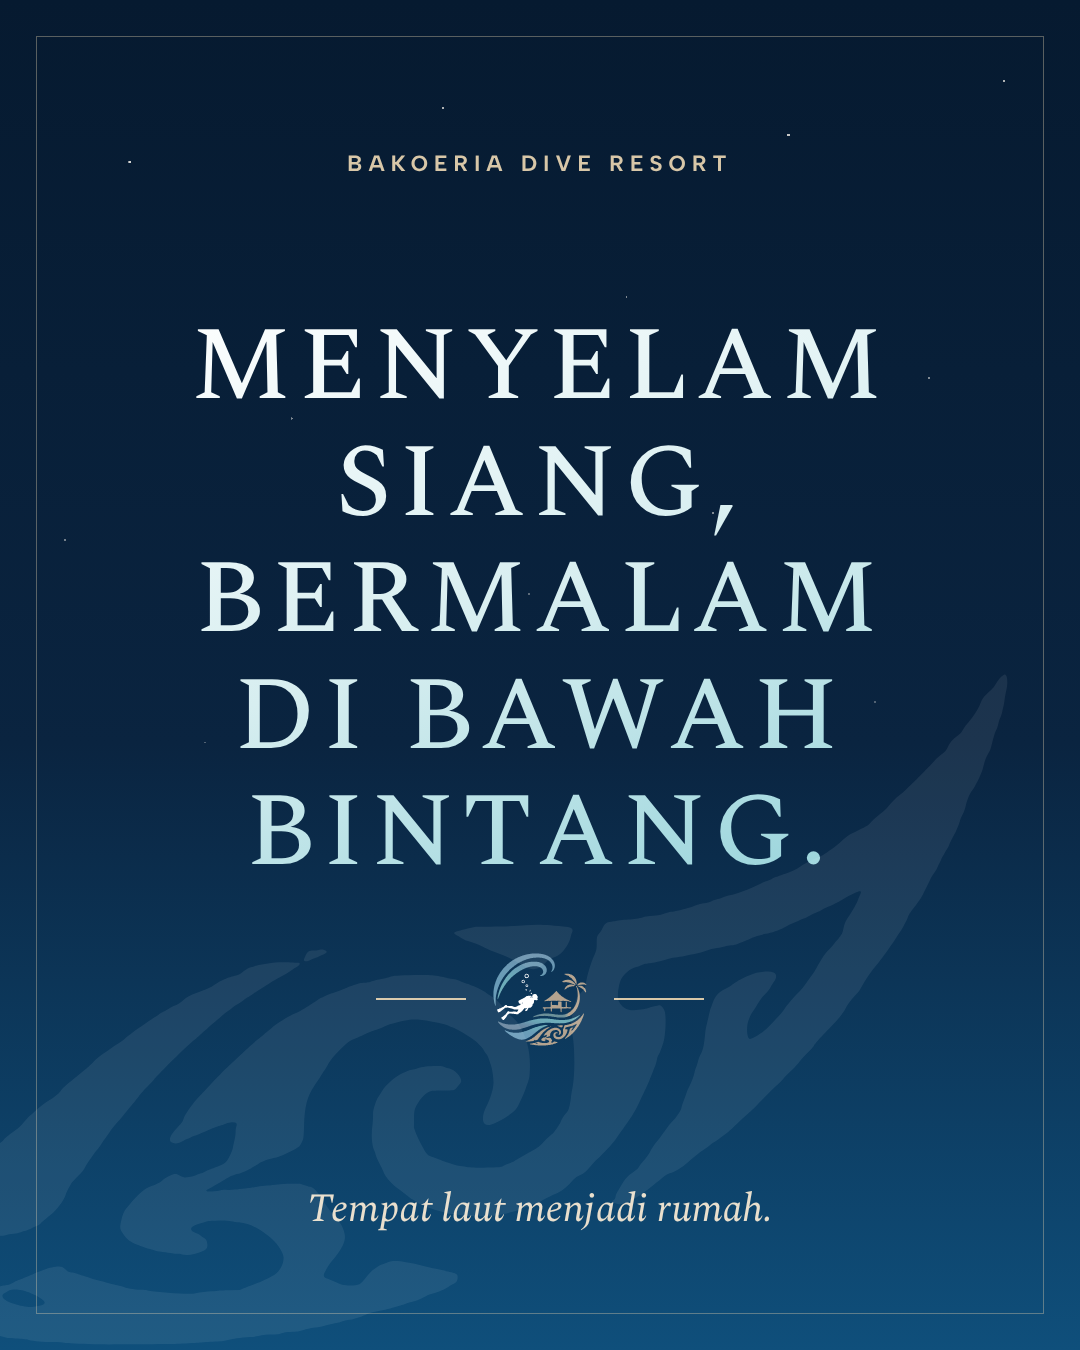 BAKOERIA DIVE RESORT
MENYELAM
SIANG,
BERMALAM
DI BAWAH
BINTANG.
Tempat laut menjadi rumah.